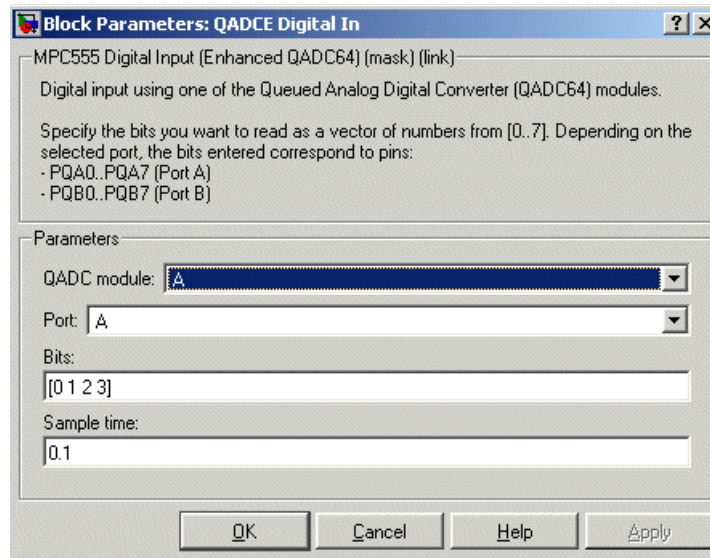 Block Parameters: QADCE Digital In
MPC555 Digital Input (Enhanced QADC64) (mask) (link)
Digital input using one of the Queued Analog Digital Converter (QADC64) modules.
Specify the bits you want to read as a vector of numbers from [0..7]. Depending on the
selected port, the bits entered correspond to pins:
- PQA0..PQA7 (Port A)
- PQB0..PQB7 (Port B)
Parameters
QADC module: A
Port: A
Bits:
[0 1 2 3]
Sample time:
0.1
OK Cancel Help Apply